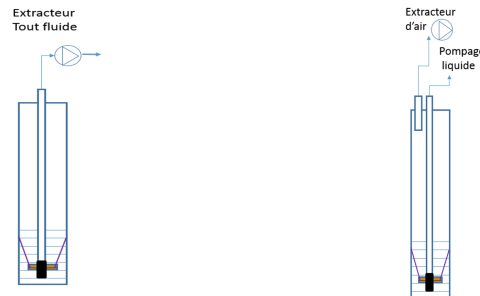 Extracteur
Tout fluide
Extracteur
d'air
Pompage
liquide